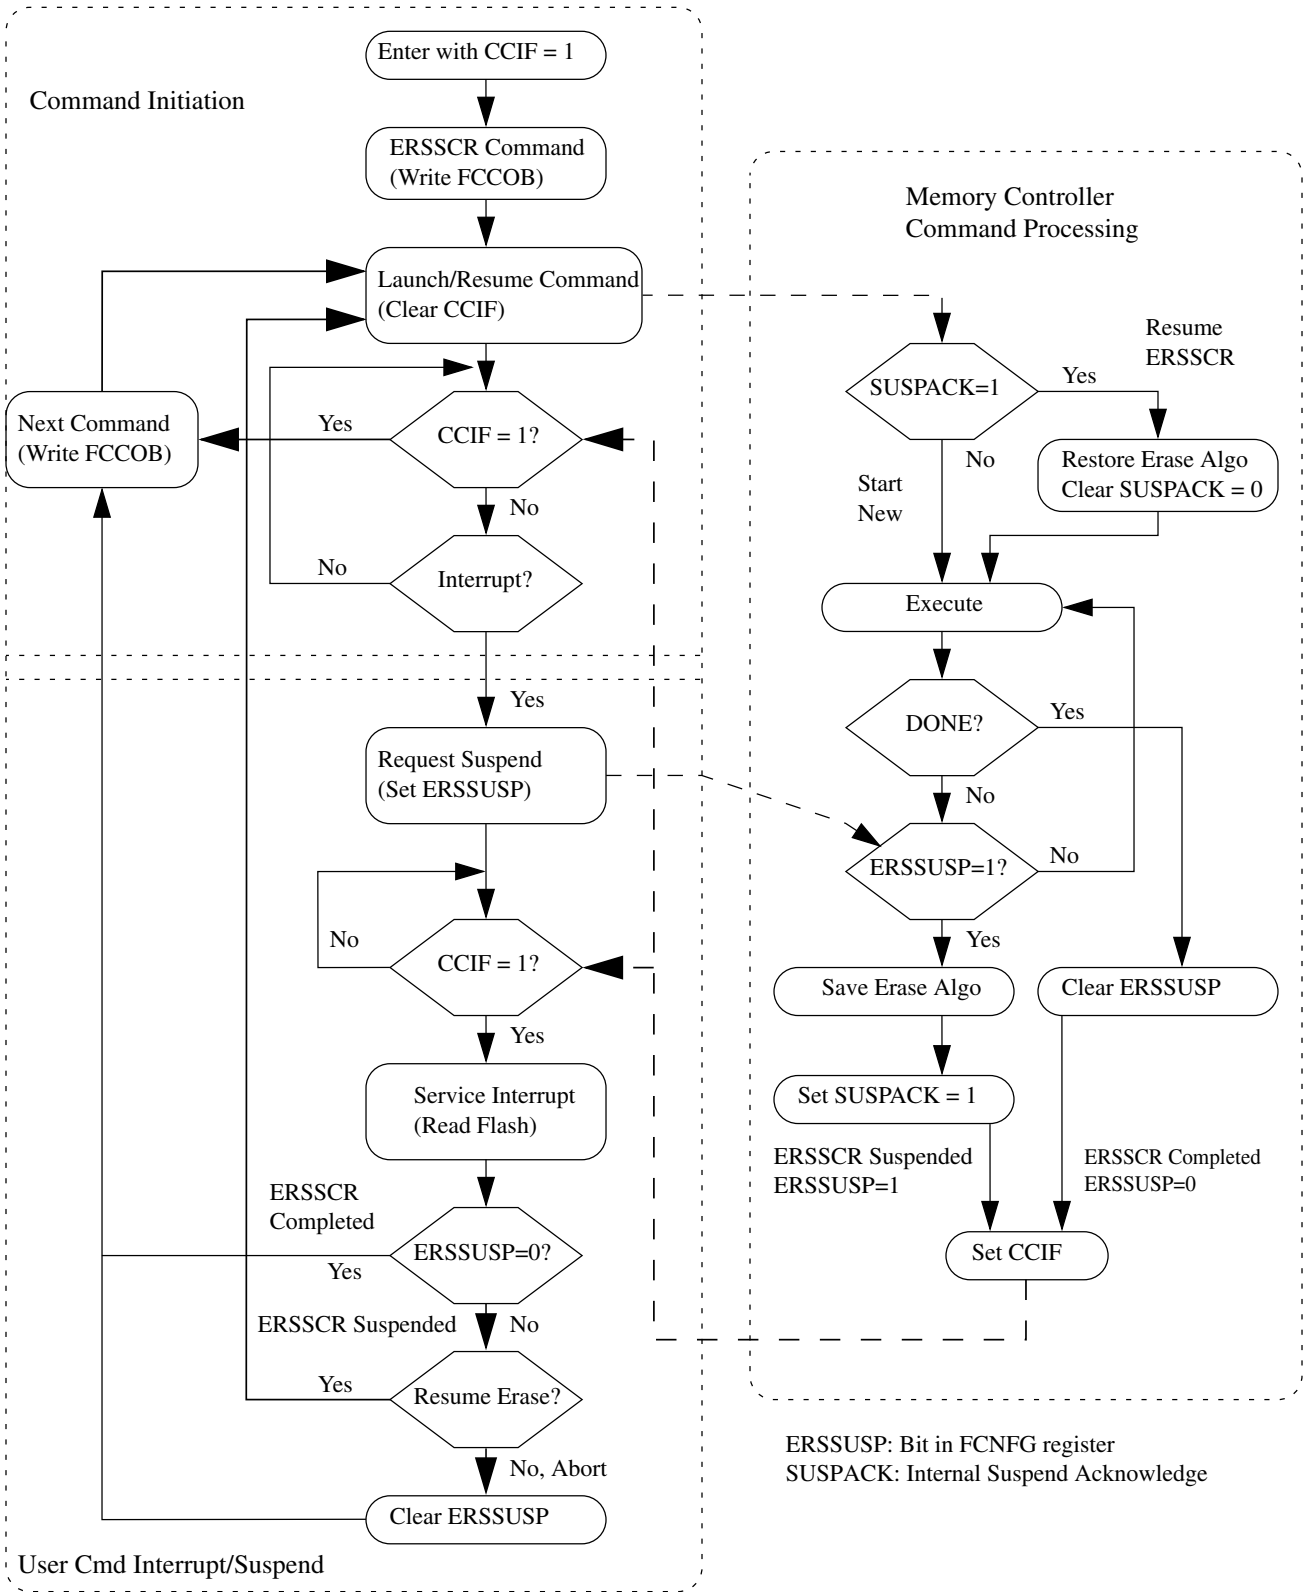 Enter with CCIF = 1
Command Initiation
ERSSCR Command
(Write FCCOB)
Launch/Resume Command
(Clear CCIF)
Next Command
(Write FCCOB)
Yes
CCIF = 1?
No
No
Interrupt?
Yes
Request Suspend
(Set ERSSUSP)
No
CCIF = 1?
Yes
Service Interrupt
(Read Flash)
ERSSCR
Completed
ERSSUSP=0?
Yes
ERSSCR Suspended
No
Yes
Resume Erase?
No, Abort
Clear ERSSUSP
User Cmd Interrupt/Suspend
Memory Controller
Command Processing
Resume
ERSSCR
SUSPACK=1
Yes
No
Restore Erase Algo
Clear SUSPACK = 0
Start
New
Execute
DONE?
Yes
No
ERSSUSP=1?
No
Yes
Save Erase Algo
Clear ERSSUSP
Set SUSPACK = 1
ERSSCR Suspended
ERSSUSP=1
ERSSCR Completed
ERSSUSP=0
Set CCIF
ERSSUSP: Bit in FCNFG register
SUSPACK: Internal Suspend Acknowledge